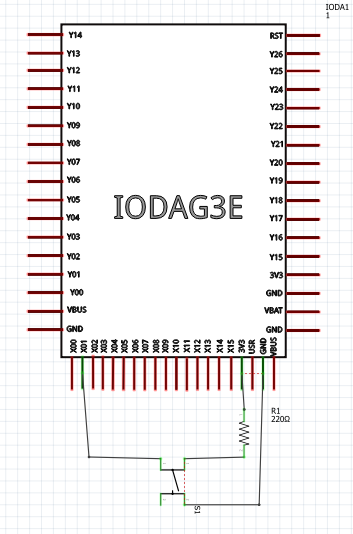 IODA1
1
Y14
Y13
Y12
Y11
Y10
Y09
Y08
Y07
Y06
Y05
Y04
Y03
Y02
Y01
Y00
VBUS
GND
IODAG3E
RST
Y26
Y25
Y24
Y23
Y22
Y21
Y20
Y19
Y18
Y17
Y16
Y15
3V3
GND
VBAT
GND
X00
X01
X02
X03
X04
X05
X06
X07
X08
X09
X10
X11
X12
X13
X14
X15
3V3
USR
GND
VBUS
R1
220Ω
S1